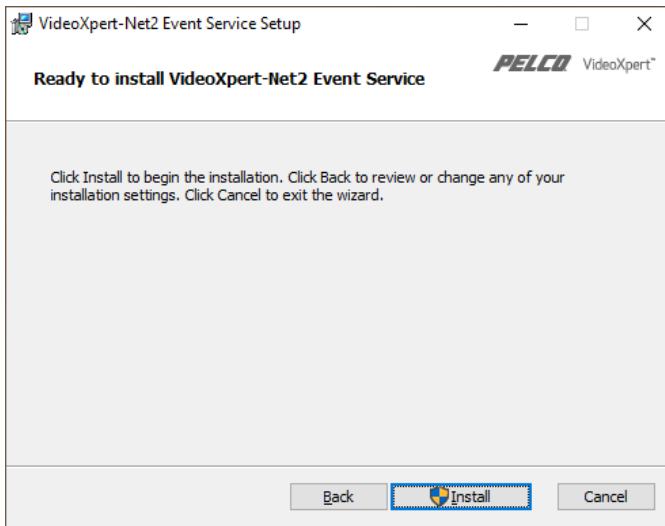 VideoXpert-Net2 Event Service Setup
Ready to install VideoXpert-Net2 Event Service
PELCO VideoXpert™
Click Install to begin the installation. Click Back to review or change any of your
installation settings. Click Cancel to exit the wizard.
Back Install Cancel